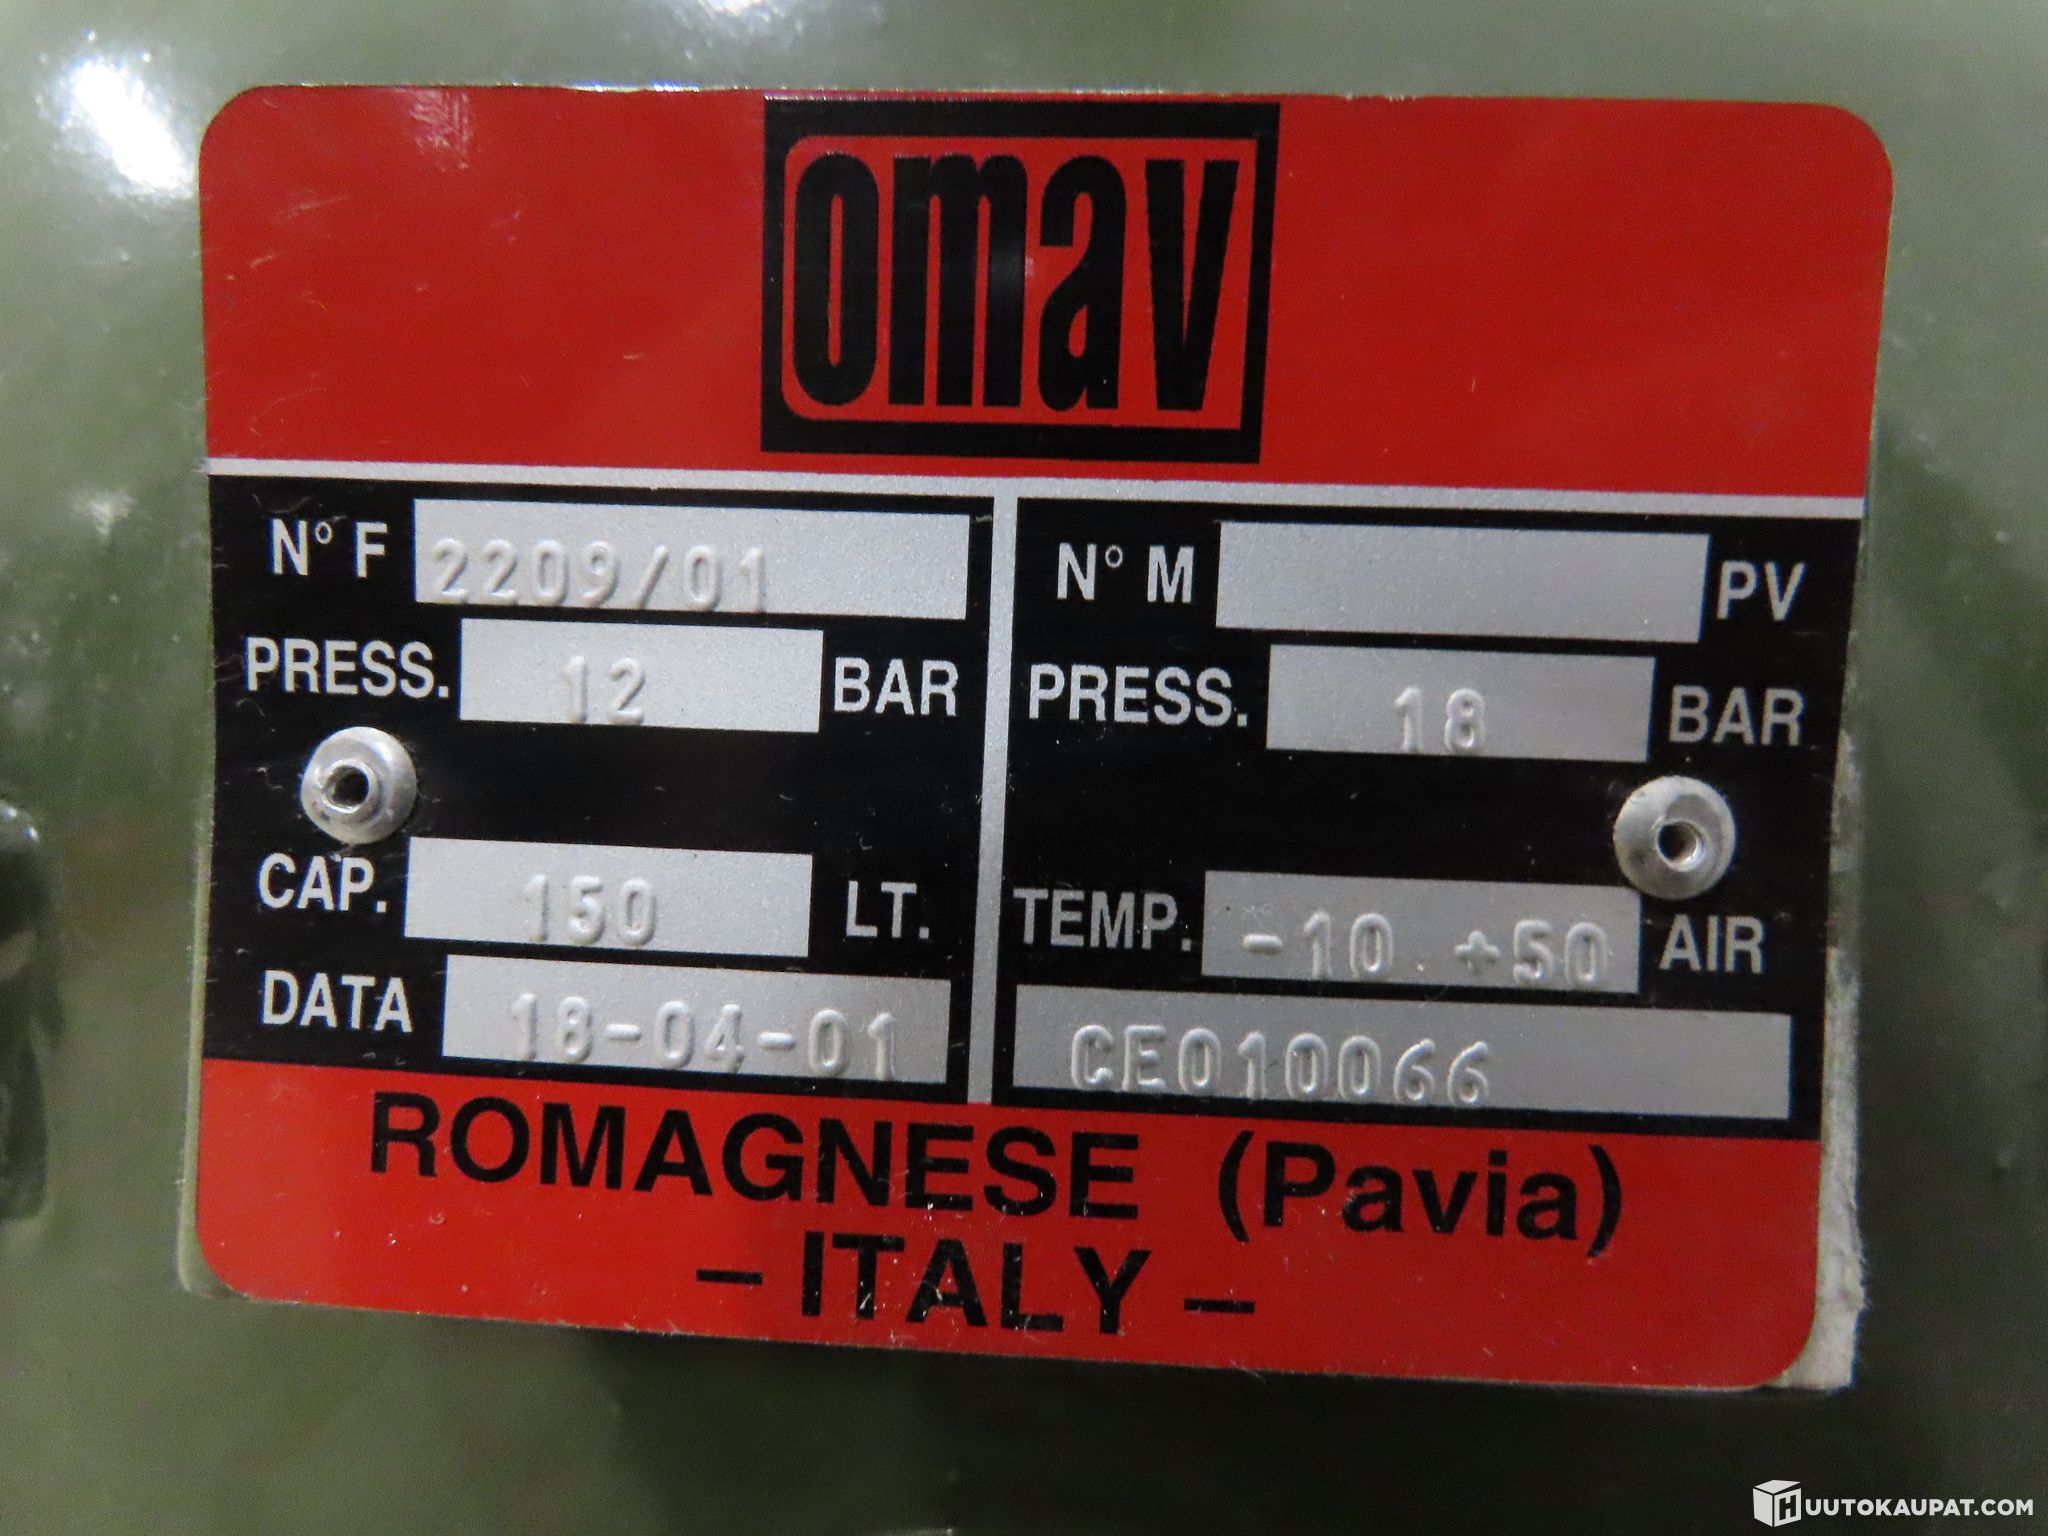 omav
N° F 2209/01
PRESS. 12 BAR
CAP. 150 LT.
DATA 18-04-01
N° M PV
PRESS. 18 BAR
TEMP. -10 +50 AIR
CE010066
ROMAGNESE (Pavia)
- ITALY -
HUUTOKAUPAT.COM